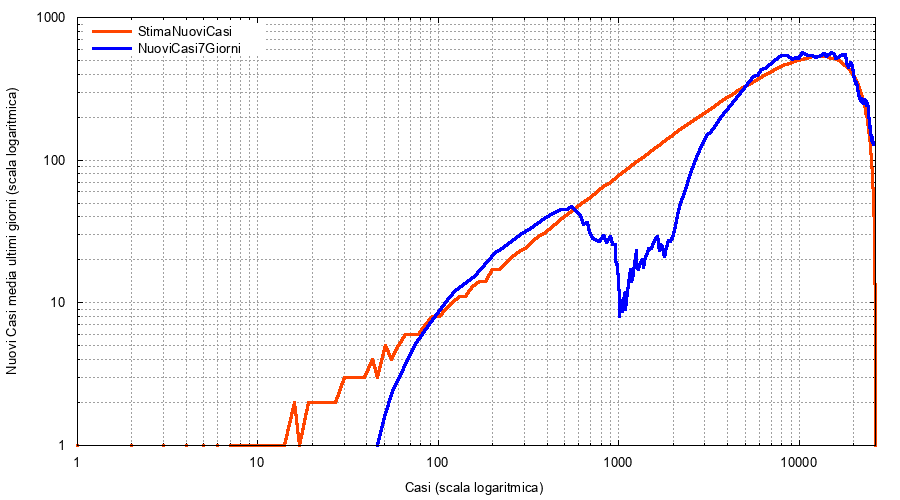 1000
StimaNuoviCasi
NuoviCasi7Giorni
100
10
1
1 10 100 1000 10000
Nuovi Casi media ultimi giorni (scala logaritmica)
Casi (scala logaritmica)